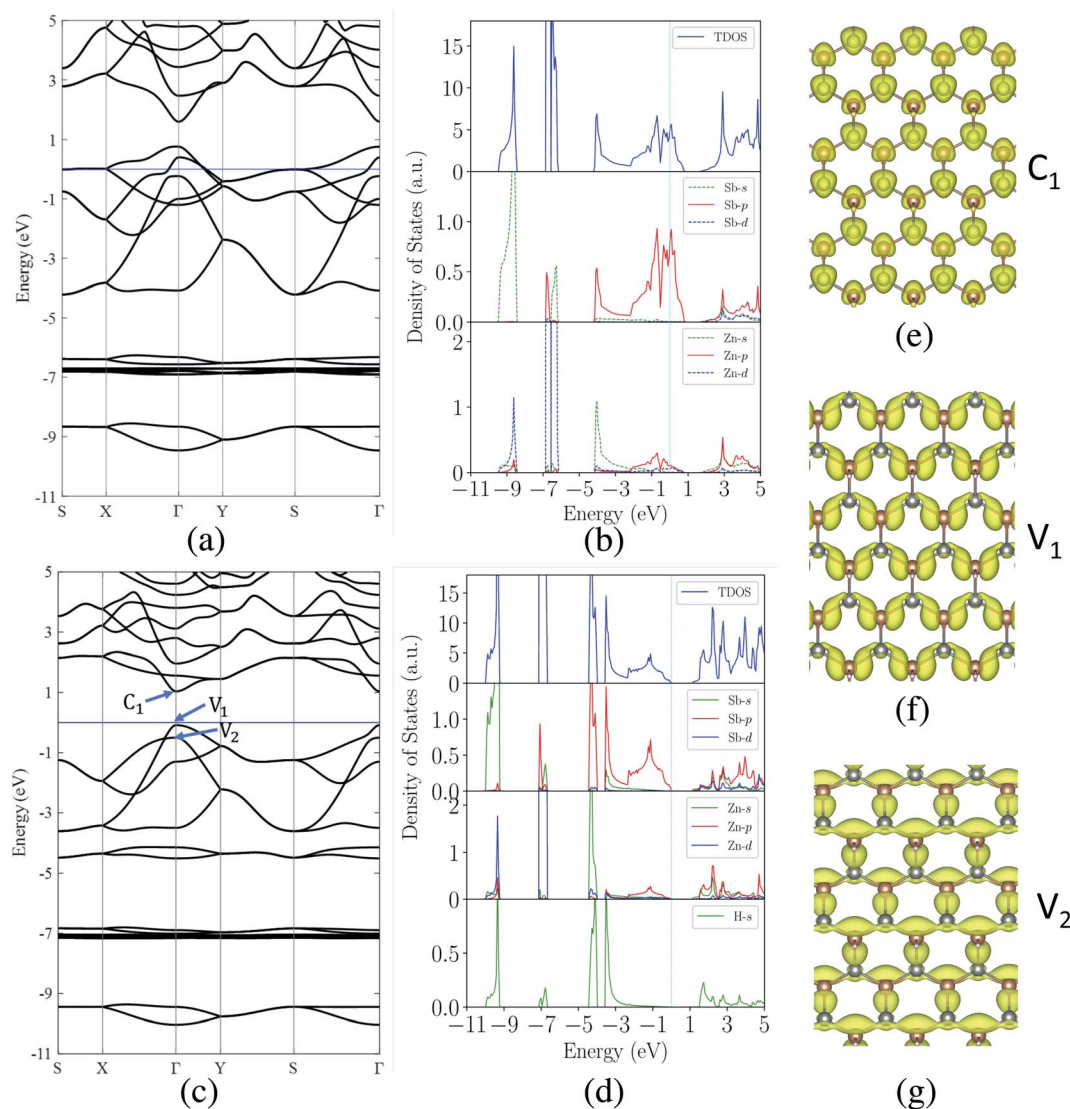 5
3
1
-1
-3
-5
-7
-9
-11
Energy (eV)
S X Γ Y S Γ
(a)
15
10
5
0
TDOS
1.0
0.5
0.0
Sb-s
Sb-p
Sb-d
2
1
0
Zn-s
Zn-p
Zn-d
Density of States (a.u.)
−11 −9 −7 −5 −3 −1 1 3 5
Energy (eV)
(b)
C1
(e)
V1
(f)
5
3
1
-1
-3
-5
-7
-9
-11
Energy (eV)
C1
V1
V2
S X Γ Y S Γ
(c)
15
10
5
0
TDOS
1.0
0.5
0.0
Sb-s
Sb-p
Sb-d
2
1
0
Zn-s
Zn-p
Zn-d
0.5
0.0
H-s
Density of States (a.u.)
−11 −9 −7 −5 −3 −1 1 3 5
Energy (eV)
(d)
V2
(g)